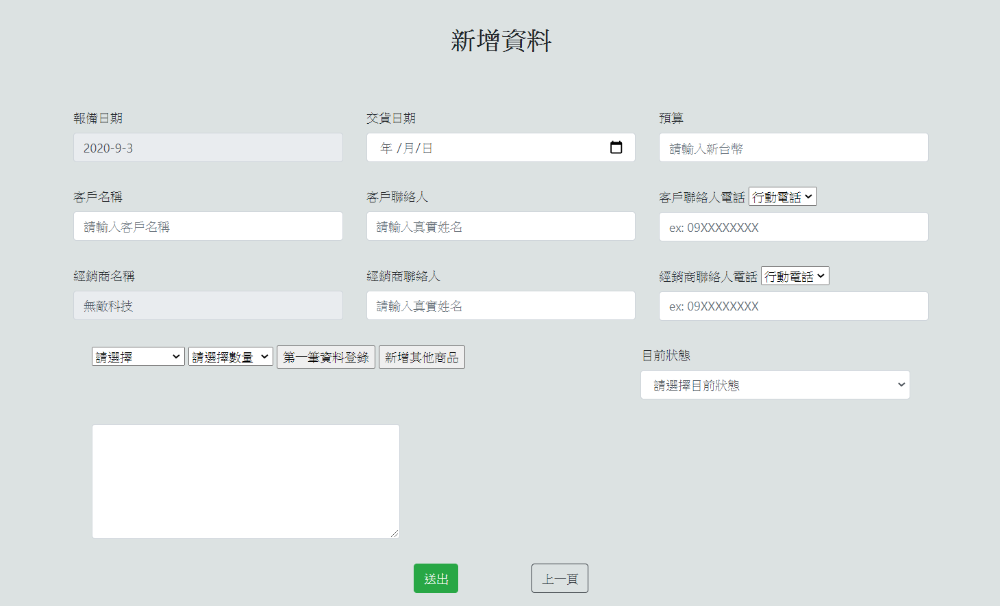 新增資料
報備日期
交貨日期
預算
2020-9-3
年 /月/日
請輸入新台幣
客戶名稱
客戶聯絡人
客戶聯絡人電話 行動電話
請輸入客戶名稱
請輸入真實姓名
ex: 09XXXXXXXX
經銷商名稱
經銷商聯絡人
經銷商聯絡人電話 行動電話
無敵科技
請輸入真實姓名
ex: 09XXXXXXXX
請選擇 請選擇數量 第一筆資料登錄 新增其他商品
目前狀態
請選擇目前狀態
送出
上一頁